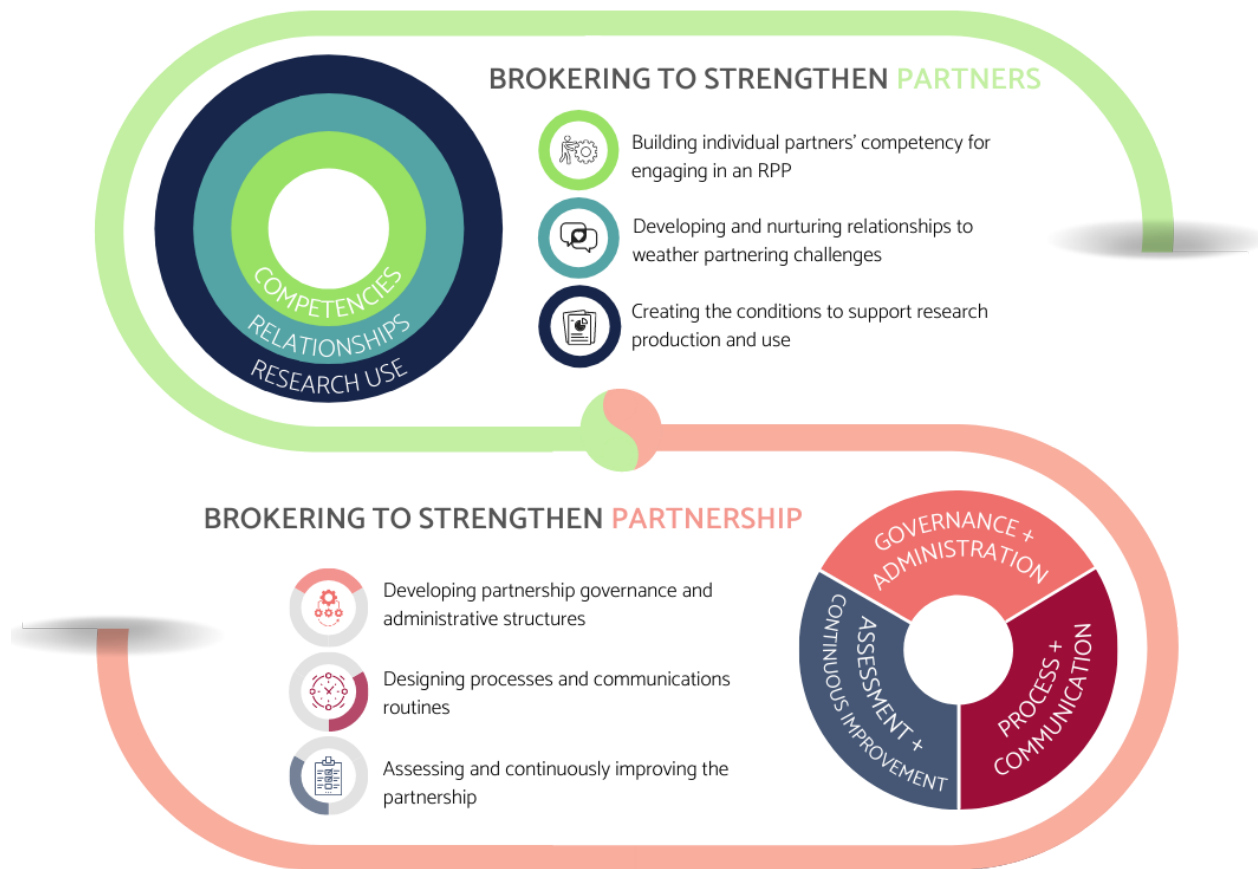 BROKERING TO STRENGTHEN PARTNERS
Building individual partners' competency for
engaging in an RPP
Developing and nurturing relationships to
weather partnering challenges
Creating the conditions to support research
production and use
COMPETENCIES
RELATIONSHIPS
RESEARCH USE
BROKERING TO STRENGTHEN PARTNERSHIP
Developing partnership governance and
administrative structures
Designing processes and communications
routines
Assessing and continuously improving the
partnership
GOVERNANCE +
ADMINISTRATION
PROCESS +
COMMUNICATION
ASSESSMENT +
CONTINUOUS IMPROVEMENT